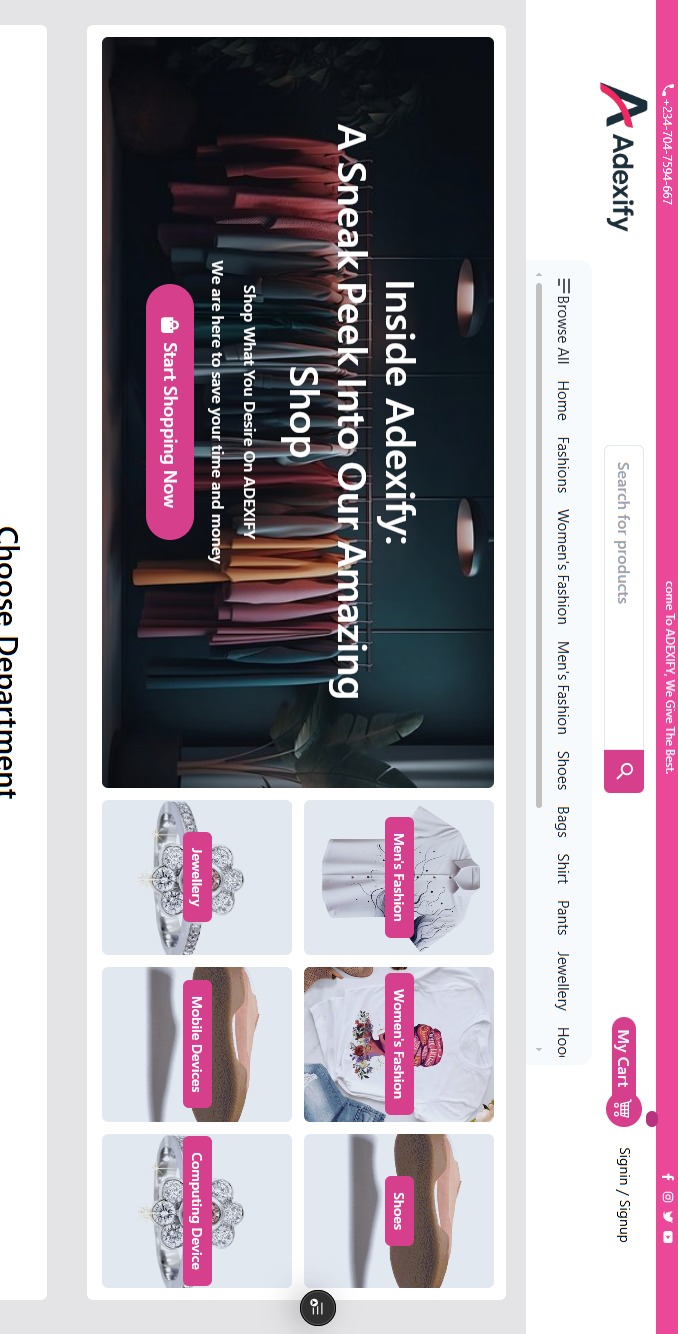 +234-704-7594-667
come To ADEXIFY, We Give The Best.
Adexify
Search for products
My Cart
Signin / Signup
Browse All Home Fashions Women's Fashion Men's Fashion Shoes Bags Shirt Pants Jewellery Hoo
Inside Adexify:
A Sneak Peek Into Our Amazing
Shop
Shop What You Desire On ADEXIFY
We are here to save your time and money
Start Shopping Now
Men's Fashion
Women's Fashion
Shoes
Jewellery
Mobile Devices
Computing Device
Choose Department